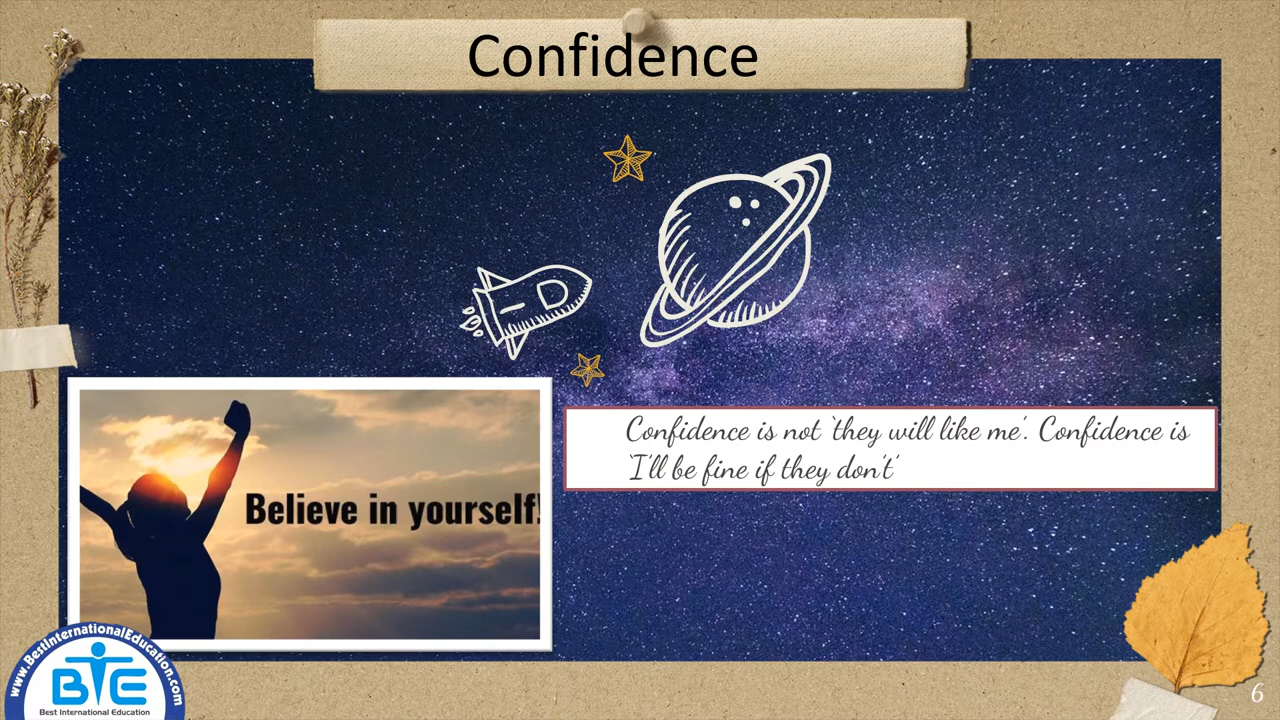 Confidence
Confidence is not ‘they will like me’. Confidence is
‘I’ll be fine if they don’t’
Believe in yourself!
www.BestInternationalEducation.com
BTE
Best International Education
6